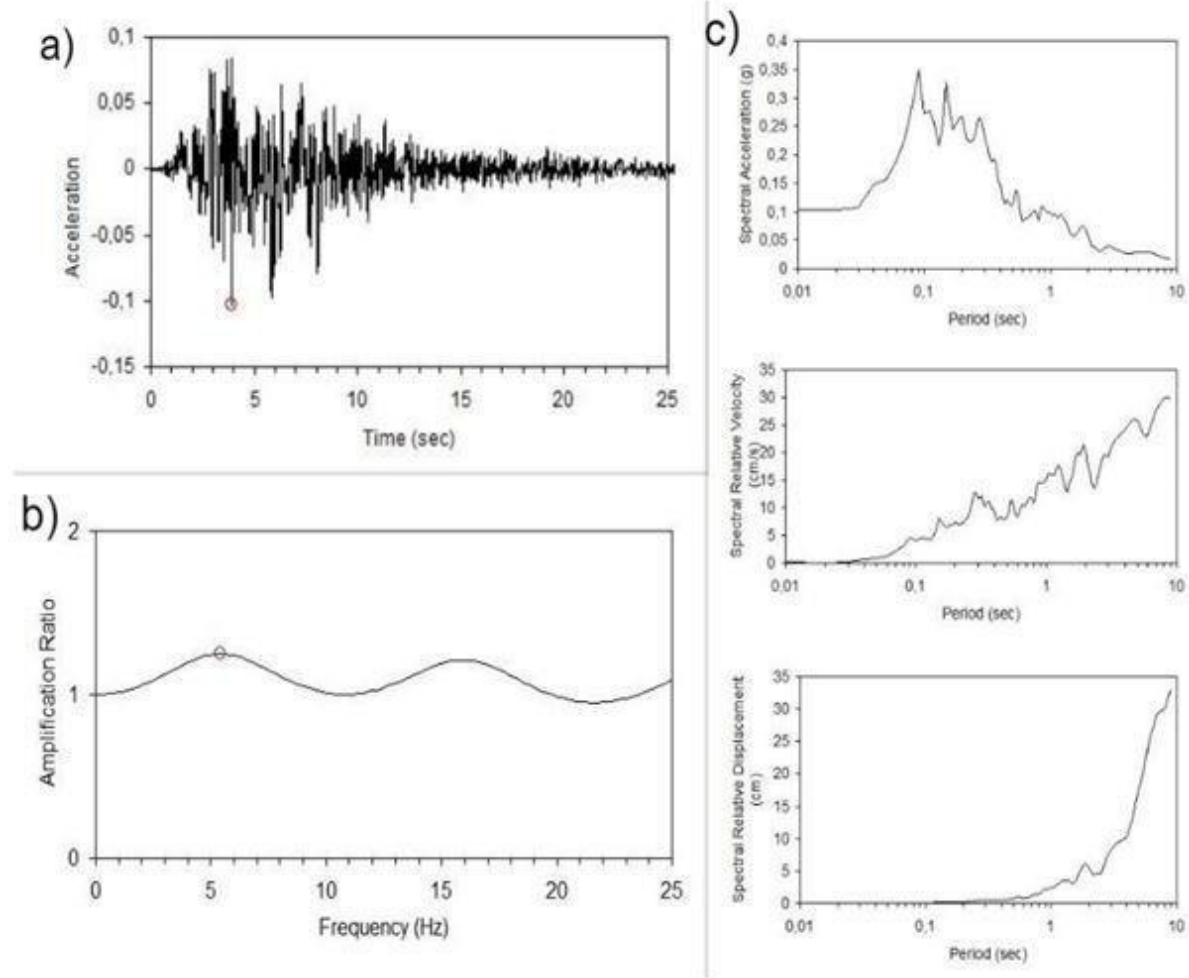 a)
0,1
0,05
0
-0,05
-0,1
-0,15
Acceleration
0 5 10 15 20 25
Time (sec)
b)
2
1
0
Amplification Ratio
0 5 10 15 20 25
Frequency (Hz)
c)
0,4
0,35
0,3
0,25
0,2
0,15
0,1
0,05
0
Spectral Acceleration (g)
0,01 0,1 1 10
Period (sec)
35
30
25
20
15
10
5
0
Spectral Relative Velocity
(cm/s)
0,01 0,1 1 10
Period (sec)
35
30
25
20
15
10
5
0
Spectral Relative Displacement
(cm)
0,01 0,1 1 10
Period (sec)